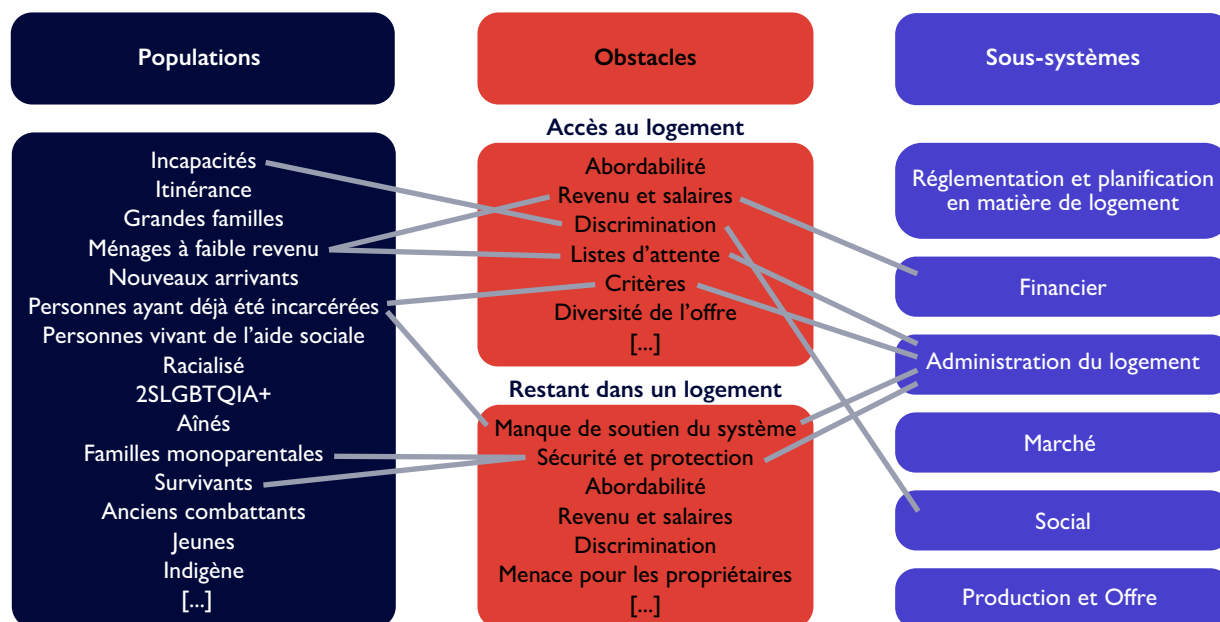 Populations
Obstacles
Sous-systèmes
Incapacités
Itinérance
Grandes familles
Ménages à faible revenu
Nouveaux arrivants
Personnes ayant déjà été incarcérées
Personnes vivant de l’aide sociale
Racialisé
2SLGBTQIA+
Aînés
Familles monoparentales
Survivants
Anciens combattants
Jeunes
Indigène
[...]
Accès au logement
Abordabilité
Revenu et salaires
Discrimination
Listes d’attente
Critères
Diversité de l’offre
[...]
Restant dans un logement
Manque de soutien du système
Sécurité et protection
Abordabilité
Revenu et salaires
Discrimination
Menace pour les propriétaires
[...]
Réglementation et planification
en matière de logement
Financier
Administration du logement
Marché
Social
Production et Offre